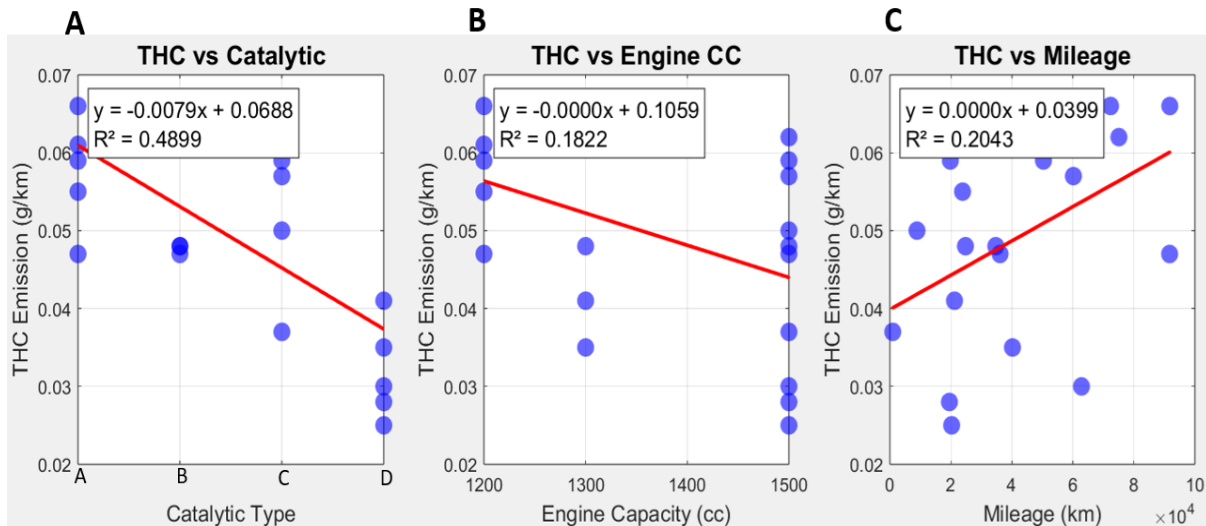 A
THC vs Catalytic
y = -0.0079x + 0.0688
R² = 0.4899
0.07
0.06
0.05
0.04
0.03
0.02
THC Emission (g/km)
A B C D
Catalytic Type
B
THC vs Engine CC
y = -0.0000x + 0.1059
R² = 0.1822
0.07
0.06
0.05
0.04
0.03
0.02
THC Emission (g/km)
1200 1300 1400 1500
Engine Capacity (cc)
C
THC vs Mileage
y = 0.0000x + 0.0399
R² = 0.2043
0.07
0.06
0.05
0.04
0.03
0.02
THC Emission (g/km)
0 2 4 6 8 10
Mileage (km)
×10⁴